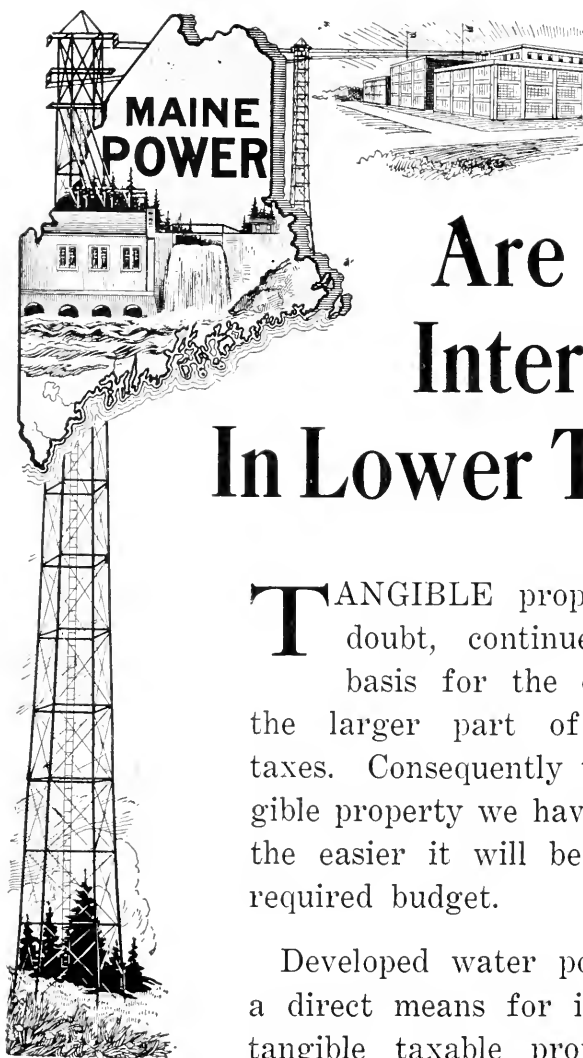 MAINE
POWER
Are
Inter
In Lower T
TANGIBLE prop
doubt, continue
basis for the
the larger part of
taxes. Consequently
gible property we hav
the easier it will be
required budget.
Developed water po
a direct means for i
tangible taxable prop